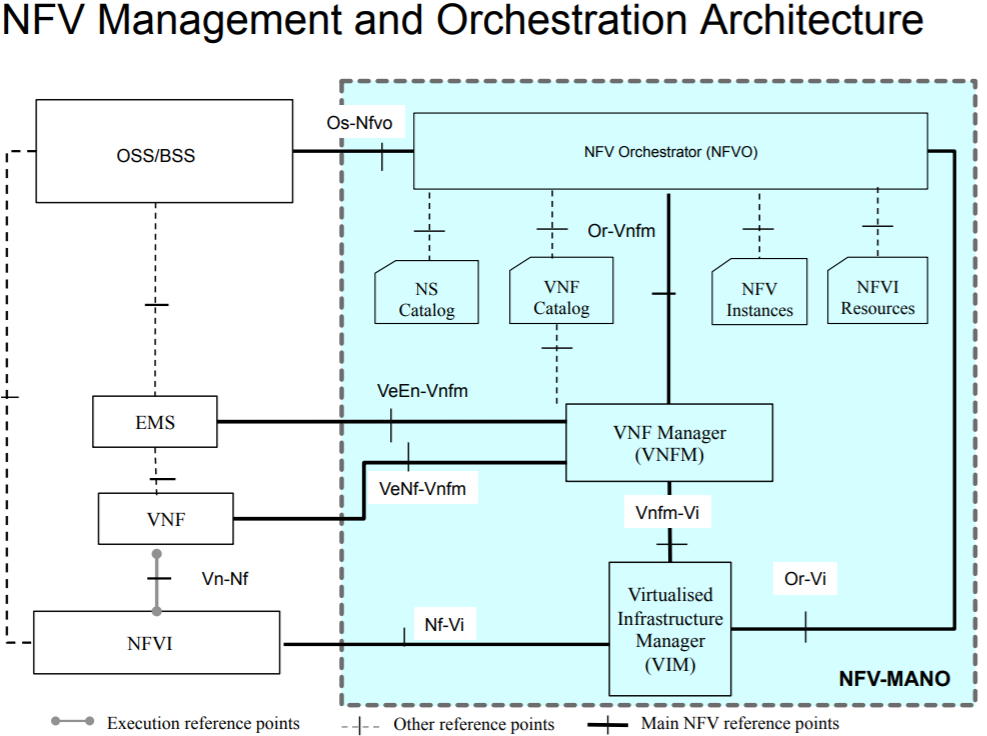 NFV Management and Orchestration Architecture
Os-Nfvo
OSS/BSS
NFV Orchestrator (NFVO)
Or-Vnfm
NS
Catalog
VNF
Catalog
NFV
Instances
NFVI
Resources
VeEn-Vnfm
EMS
VNF Manager
(VNFM)
VeNf-Vnfm
VNF
Vnfm-Vi
Vn-Nf
Or-Vi
Virtualised
Infrastructure
Manager
(VIM)
Nf-Vi
NFVI
NFV-MANO
Execution reference points
Other reference points
Main NFV reference points